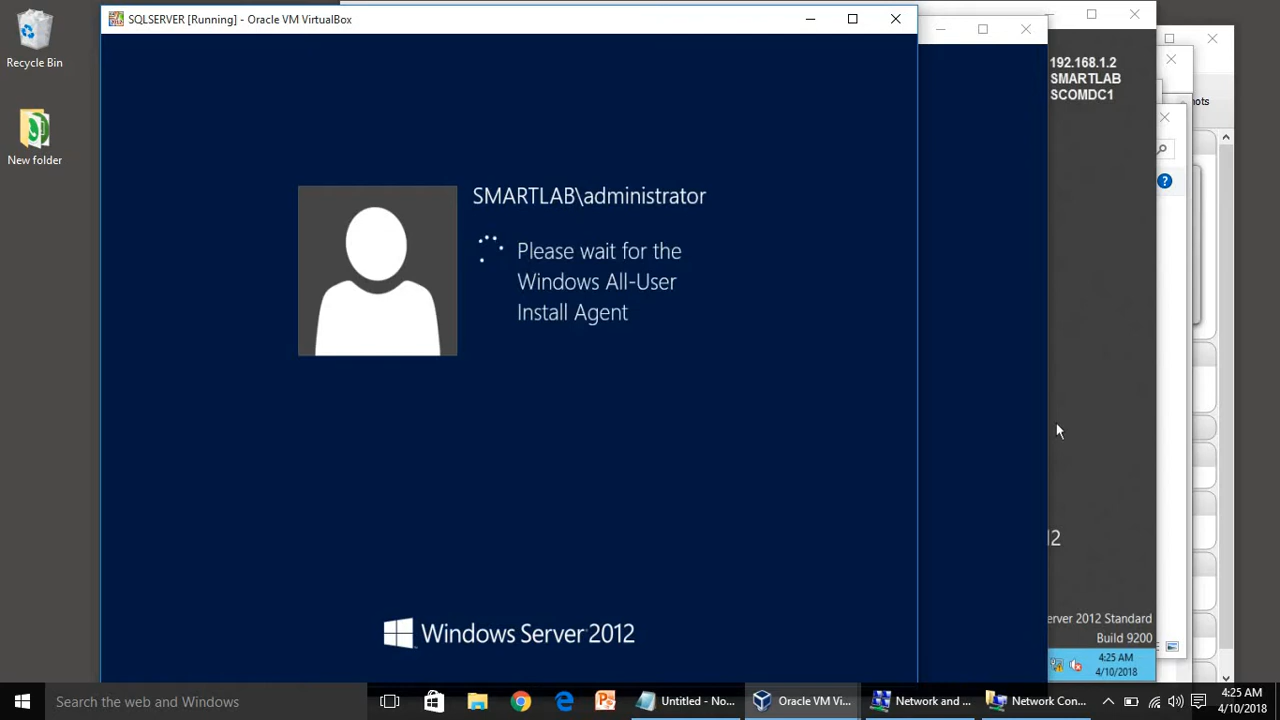 SQLSERVER [Running] - Oracle VM VirtualBox
Recycle Bin
New folder
192.168.1.2
SMARTLAB
SCOMDC1
hots
SMARTLAB\administrator
Please wait for the
Windows All-User
Install Agent
Windows Server 2012
12
erver 2012 Standard
Build 9200
4:25 AM
4/10/2018
Search the web and Windows
Untitled - No...
Oracle VM Vi...
Network and ...
Network Con...
4:25 AM
4/10/2018